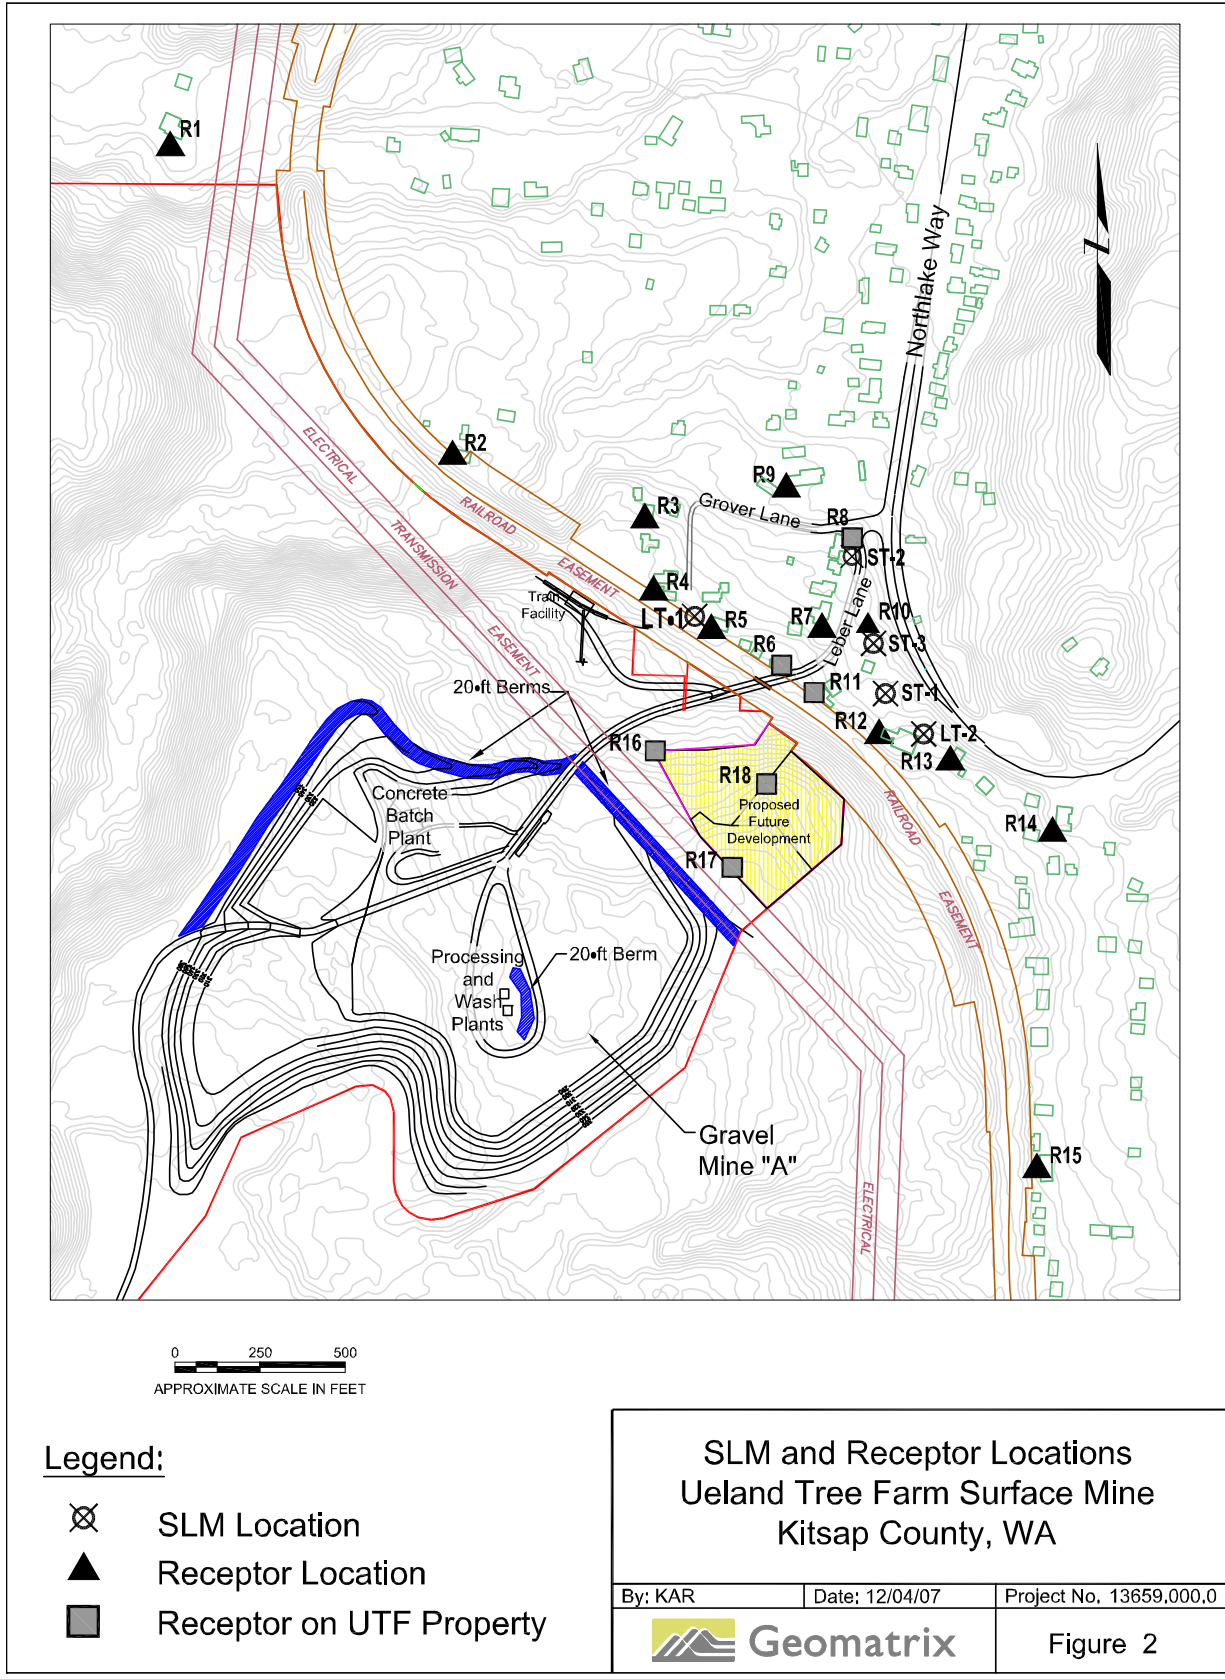 R1
Northlake Way
R2
ELECTRICAL
TRANSMISSION
EASEMENT
RAILROAD
EASEMENT
R9
Grover Lane
R3
R8
ST-2
R4
Train
Facility
LT•1
R5
R7
Leber Lane
R10
ST-3
R6
R11
ST-1
20•ft Berms
R12
LT-2
R13
R16
R18
Proposed
Future
Development
Concrete
Batch
Plant
RAILROAD
EASEMENT
R14
R17
Processing
and
Wash
Plants
20•ft Berm
Gravel
Mine "A"
R15
ELECTRICAL
0 250 500
APPROXIMATE SCALE IN FEET
Legend:
SLM Location
Receptor Location
Receptor on UTF Property
SLM and Receptor Locations
Ueland Tree Farm Surface Mine
Kitsap County, WA
By: KAR
Date: 12/04/07
Project No. 13659.000.0
Geomatrix
Figure 2